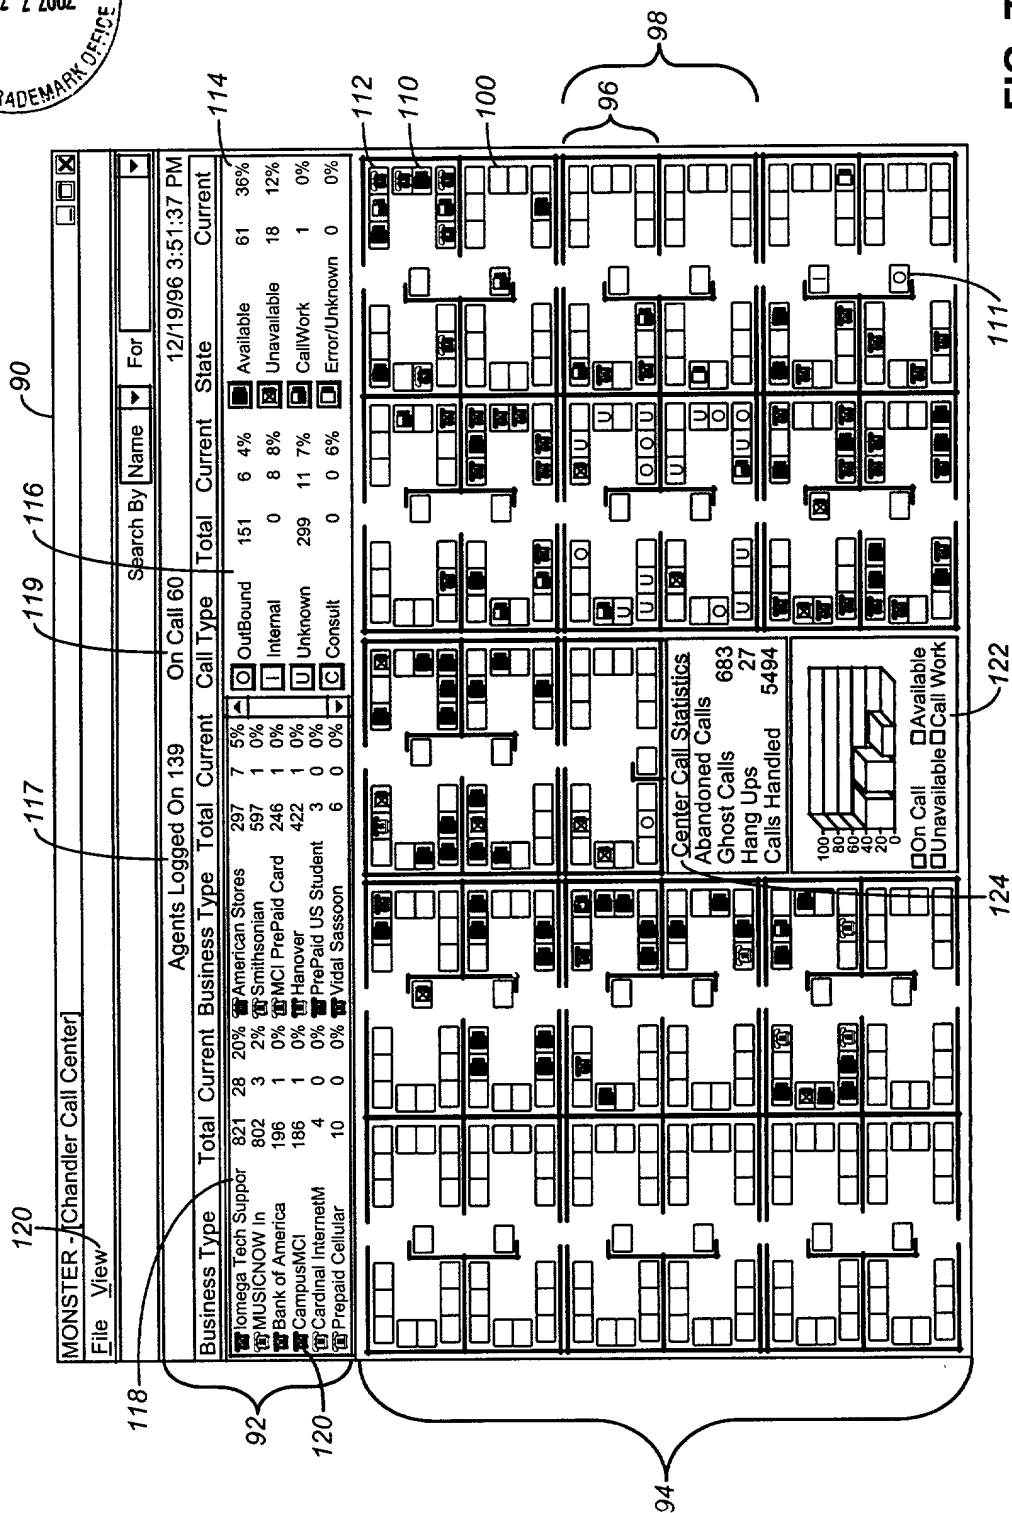 2 2 2002
RADEMARK OFFICE
90
120
117
119
116
114
MONSTER - [Chandler Call Center]
File View
Search By Name For
Agents Logged On 139 On Call 60 12/19/96 3:51:37 PM
Business Type Total Current Business Type Total Current Call Type Total Current State Current
Iomega Tech Suppor 821 28 20% American Stores 297 7 5% O OutBound 151 6 4% Available 61 36%
MUSICNOW In 802 3 2% Smithsonian 597 1 0% I Internal 0 8 8% Unavailable 18 12%
Bank of America 196 1 0% MCI PrePaid Card 246 1 0% U Unknown 299 11 7% CallWork 1 0%
CampusMCI 186 1 0% Hanover 422 1 0% C Consult 0 0 6% Error/Unknown 0 0%
Cardinal InternetM 4 0 0% PrePaid US Student 3 0 0%
Prepaid Cellular 10 0 0% Vidal Sassoon 6 0 0%
118
92
120
112
110
100
96
98
94
111
Center Call Statistics
Abandoned Calls 683
Ghost Calls 27
Hang Ups 5494
Calls Handled
100
80
60
40
20
0
On Call Available
Unavailable Call Work
124
122
O
U
U
U
O
U
U
U
U
O
O
U
U
U
O
O
U
O
U
I
O
FIG. 7